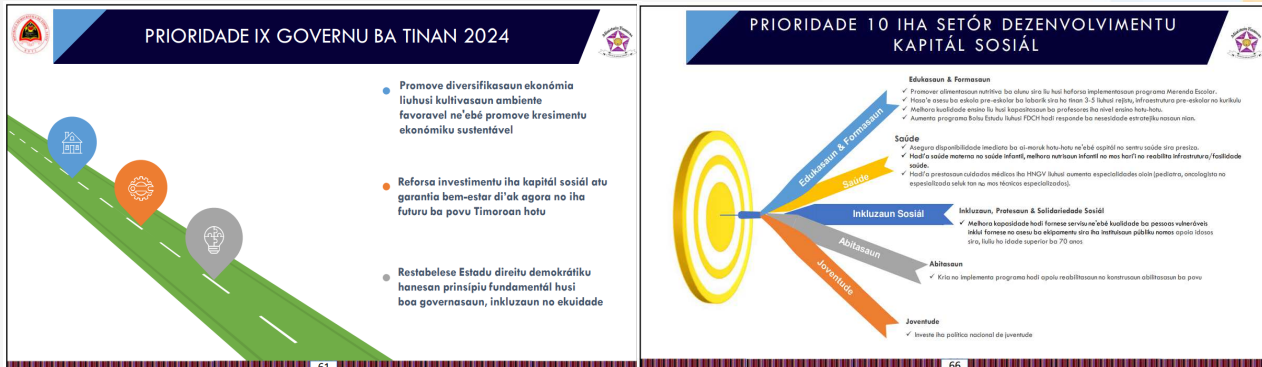 PRIORIDADE IX GOVERNU BA TINAN 2024
Promove diversifikasaun ekonómia
liuhusi kultivasaun ambiente
favoravel ne'ebé promove kresimentu
ekonómiku sustentável
Reforsa investimentu iha kapitál sosiál atu
garantia bem-estar di'ak agora no iha
futuru ba povu Timoroan hotu
Restabelese Estadu direitu demokrátiku
hanesan prinsípiu fundamentál husi
boa governasaun, inkluzaun no ekuidade
61
PRIORIDADE 10 IHA SETÓR DEZENVOLVIMENTU
KAPITÁL SOSIÁL
Edukasaun & Formasaun
Promover alimentasaun nutritiva ba alunu sira liu husi haforsa implementasaun programa Merenda Escolar.
Hasa'e asesu ba eskola pre-eskolar ba labarik sira ho tinan 3-5 liuhusi rejistu, infraestrutura pre-eskolar no kurikulu
Melhora kualidade ensino liu husi kapasitasaun ba profesores iha nivel ensino hotu-hotu.
Aumenta programa Bolsu Estudu liuhusi FDCH hodi responde ba nesesidade estratejiku nasaun nian.
Saúde
Asegura disponibilidade imediata ba ai-moruk hotu-hotu ne'ebé ospitál no sentru saúde sira presiza.
Hadi'a saúde materna no saúde infantil, melhora nutrisaun infantil no mos hari'i no reabilita infrastrutura/fasilidade
saúde.
Hadi'a prestasaun cuidados médicos iha HNGV liuhusi aumenta especialidades oioin (pediatra, oncologista no
espesializada seluk tan no mos técnicos especializados).
Inkluzaun, Protesaun & Solidariedade Sosiál
Melhora kapasidade hodi fornese servisu ne'ebé kualidade ba pessoas vulneráveis
inklui fornese no asesu ba ekipamentu sira iha instituisaun públiku nomos apoia idosos
sira, liuliu ho idade superior ba 70 anos
Abitasaun
Kria no implementa programa hodi apoiu reabilitasaun no konstrusaun abilitasaun ba povu
Joventude
Investe iha politica nacional de juventude
Edukasaun & Formasaun
Saúde
Inkluzaun Sosiál
Abitasaun
Joventude
66